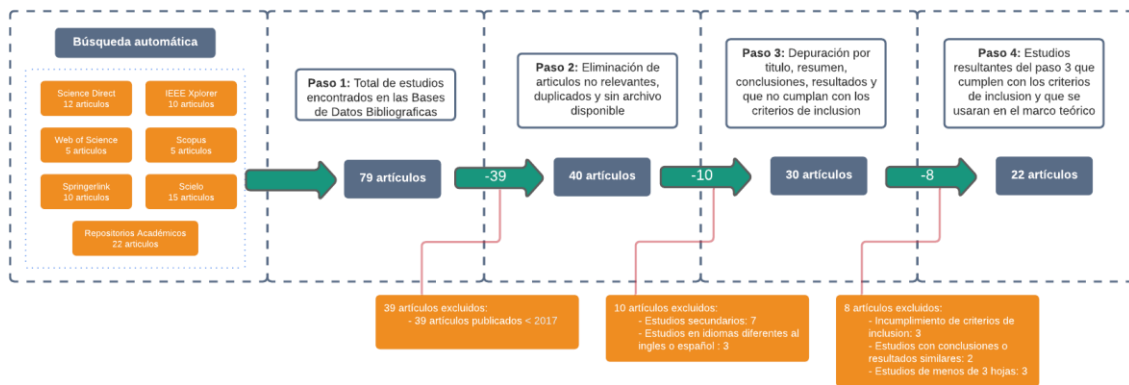 Búsqueda automática
Science Direct
12 articulos
IEEE Xplorer
10 articulos
Web of Science
5 articulos
Scopus
5 articulos
Springerlink
10 articulos
Scielo
15 articulos
Repositorios Académicos
22 articulos
Paso 1: Total de estudios
encontrados en las Bases
de Datos Bibliograficas
79 artículos
-39
Paso 2: Eliminación de
articulos no relevantes,
duplicados y sin archivo
disponible
40 artículos
-10
Paso 3: Depuración por
titulo, resumen,
conclusiones, resultados y
que no cumplan con los
criterios de inclusion
30 artículos
-8
Paso 4: Estudios
resultantes del paso 3 que
cumplen con los criterios
de inclusion y que se
usaran en el marco teórico
22 artículos
39 artículos excluidos:
- 39 artículos publicados < 2017
10 artículos excluidos:
- Estudios secundarios: 7
- Estudios en idiomas diferentes al
ingles o español : 3
8 artículos excluidos:
- Incumplimiento de criterios de
inclusion: 3
- Estudios con conclusiones o
resultados similares: 2
- Estudios de menos de 3 hojas: 3